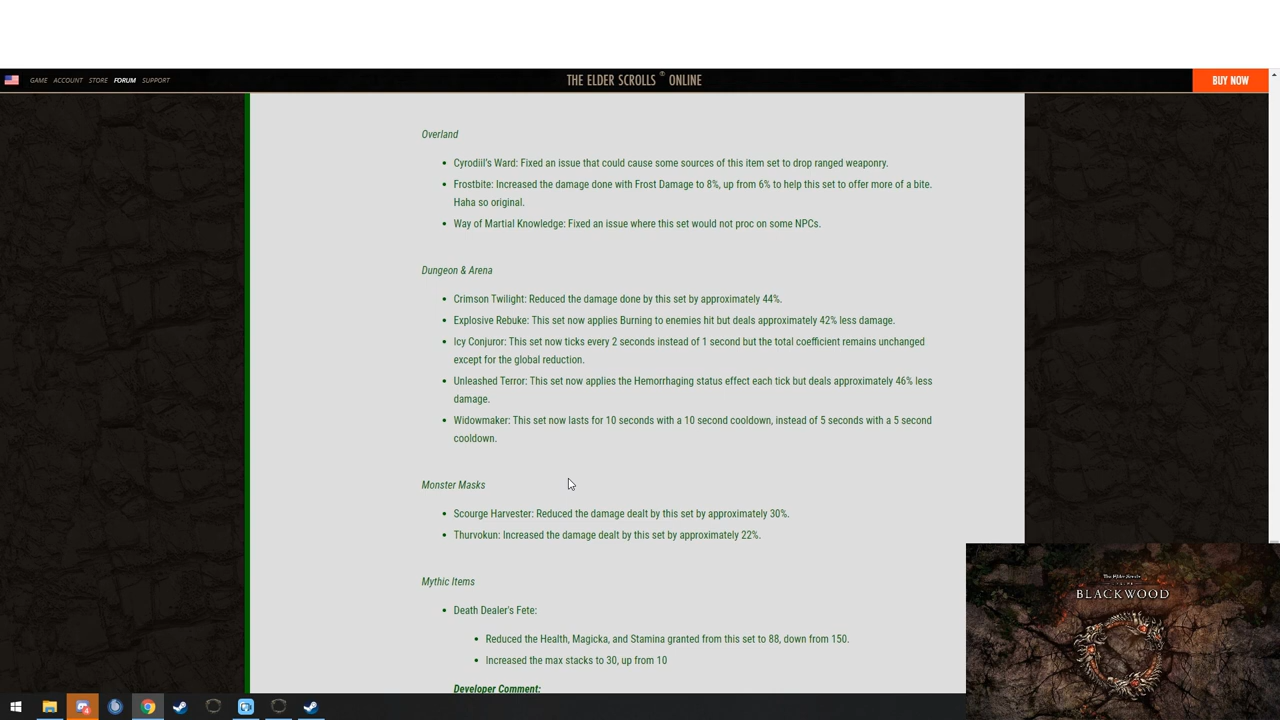 GAME ACCOUNT STORE FORUM SUPPORT
THE ELDER SCROLLS ® ONLINE
BUY NOW
Overland
• Cyrodiil's Ward: Fixed an issue that could cause some sources of this item set to drop ranged weaponry.
• Frostbite: Increased the damage done with Frost Damage to 8%, up from 6% to help this set to offer more of a bite.
Haha so original.
• Way of Martial Knowledge: Fixed an issue where this set would not proc on some NPCs.
Dungeon & Arena
• Crimson Twilight: Reduced the damage done by this set by approximately 44%.
• Explosive Rebuke: This set now applies Burning to enemies hit but deals approximately 42% less damage.
• Icy Conjuror: This set now ticks every 2 seconds instead of 1 second but the total coefficient remains unchanged
except for the global reduction.
• Unleashed Terror: This set now applies the Hemorrhaging status effect each tick but deals approximately 46% less
damage.
• Widowmaker: This set now lasts for 10 seconds with a 10 second cooldown, instead of 5 seconds with a 5 second
cooldown.
Monster Masks
• Scourge Harvester: Reduced the damage dealt by this set by approximately 30%.
• Thurvokun: Increased the damage dealt by this set by approximately 22%.
Mythic Items
• Death Dealer's Fete:
• Reduced the Health, Magicka, and Stamina granted from this set to 88, down from 150.
• Increased the max stacks to 30, up from 10
Developer Comment:
The Elder Scrolls
BLACKWOOD